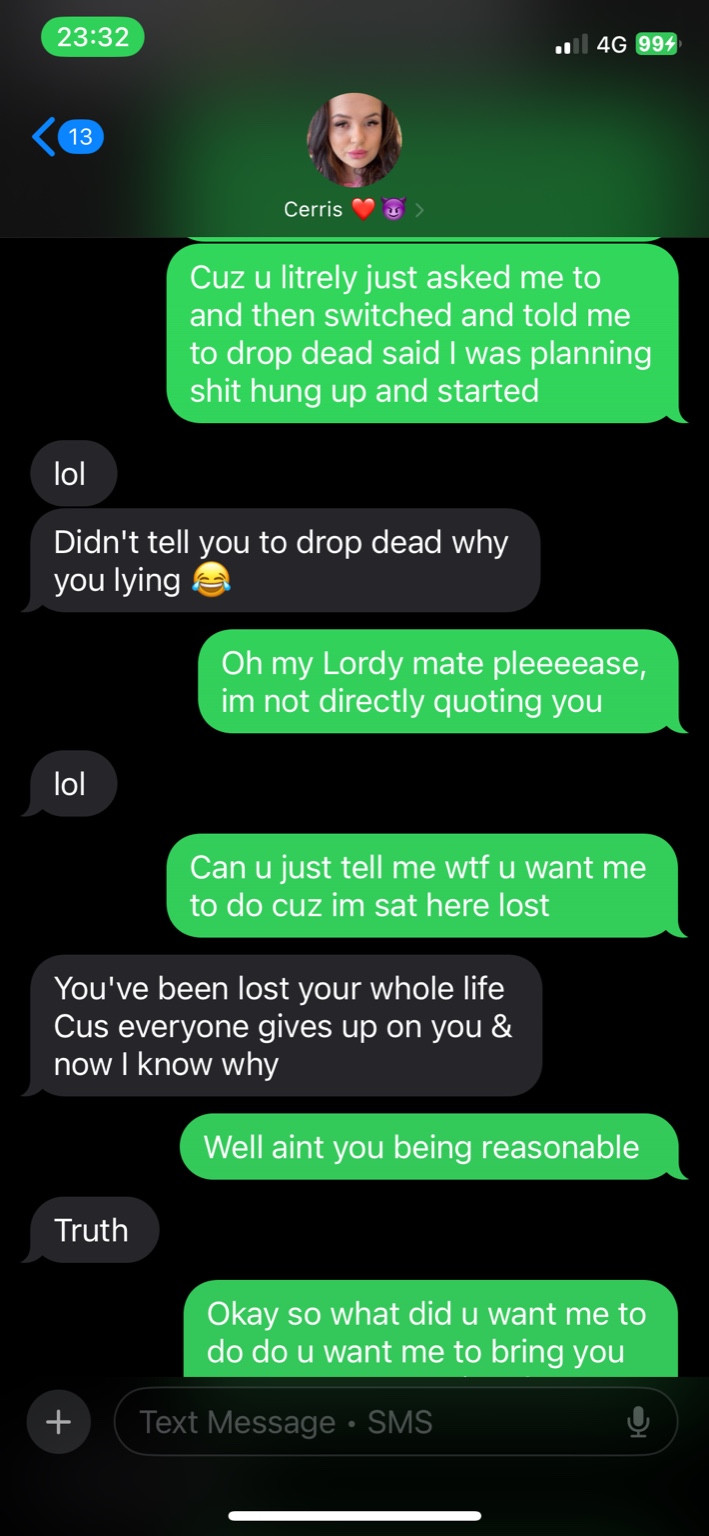 23:32
4G 99
13
Cerris ❤️😈
Cuz u litrely just asked me to
and then switched and told me
to drop dead said I was planning
shit hung up and started
lol
Didn't tell you to drop dead why
you lying 😂
Oh my Lordy mate pleeeease,
im not directly quoting you
lol
Can u just tell me wtf u want me
to do cuz im sat here lost
You've been lost your whole life
Cus everyone gives up on you &
now I know why
Well aint you being reasonable
Truth
Okay so what did u want me to
do do u want me to bring you
Text Message • SMS